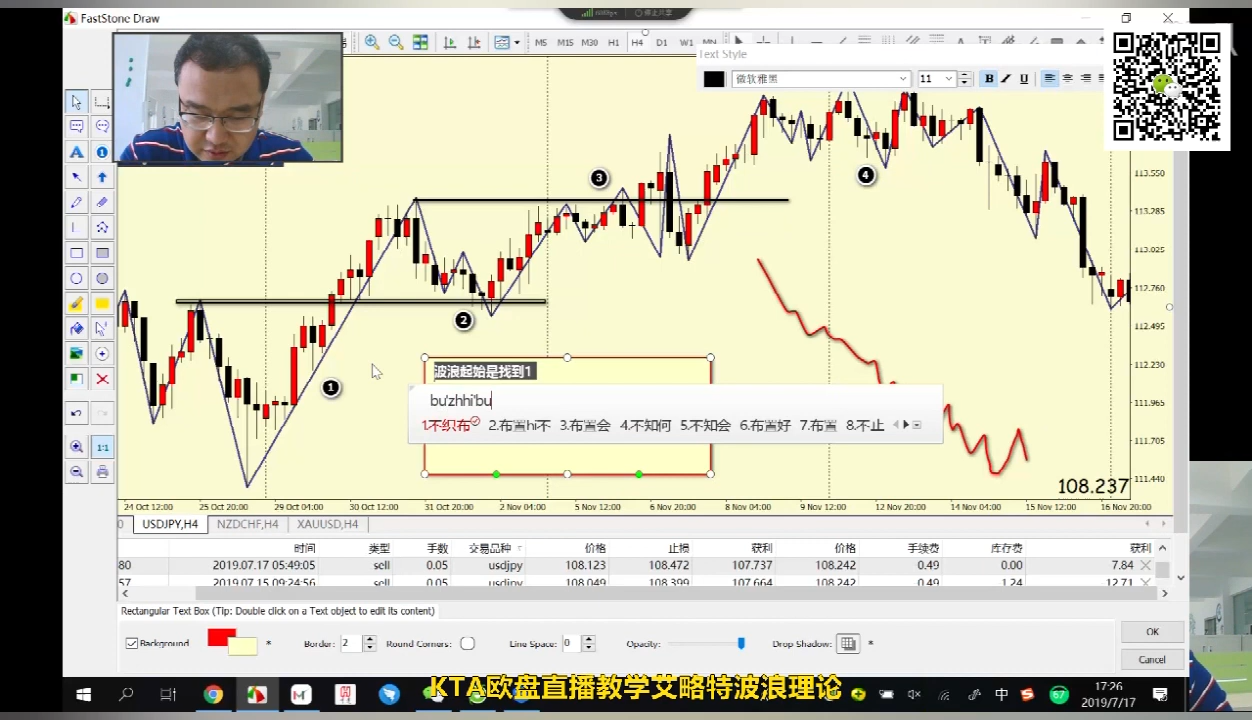 FastStone Draw
M5 M15 M30 H1 H4 D1 W1 MN
Text Style
微软雅黑 11 B U
3
4
113.550
113.285
113.025
112.760
2
112.495
112.230
1
波浪起始是找到1
bu'zhhi'bu
1.不织布 2.布置hi不 3.布置会 4.不知何 5.不知会 6.布置好 7.布置 8.不止
111.965
111.705
111.440
108.237
24 Oct 12:00 25 Oct 20:00 29 Oct 04:00 30 Oct 12:00 31 Oct 20:00 2 Nov 04:00 5 Nov 12:00 6 Nov 20:00 8 Nov 04:00 9 Nov 12:00 12 Nov 20:00 14 Nov 04:00 15 Nov 12:00 16 Nov 20:00
USDJPY,H4 NZDCHF,H4 XAUUSD,H4
时间 类型 手数 交易品种 价格 止损 获利 价格 手续费 库存费 获利
80 2019.07.17 05:49:05 sell 0.05 usdjpy 108.123 108.472 107.737 108.242 0.49 0.00 7.84
57 2019.07.15 09:24:56 sell 0.05 usdjpy 108.049 108.399 107.664 108.242 0.49 1.24 -12.71
Rectangular Text Box (Tip: Double click on a Text object to edit its content)
Background Border: 2 Round Corners: Line Space: 0 Opacity: Drop Shadow:
OK
Cancel
KTA欧盘直播教学艾略特波浪理论
中 67 17:26
2019/7/17